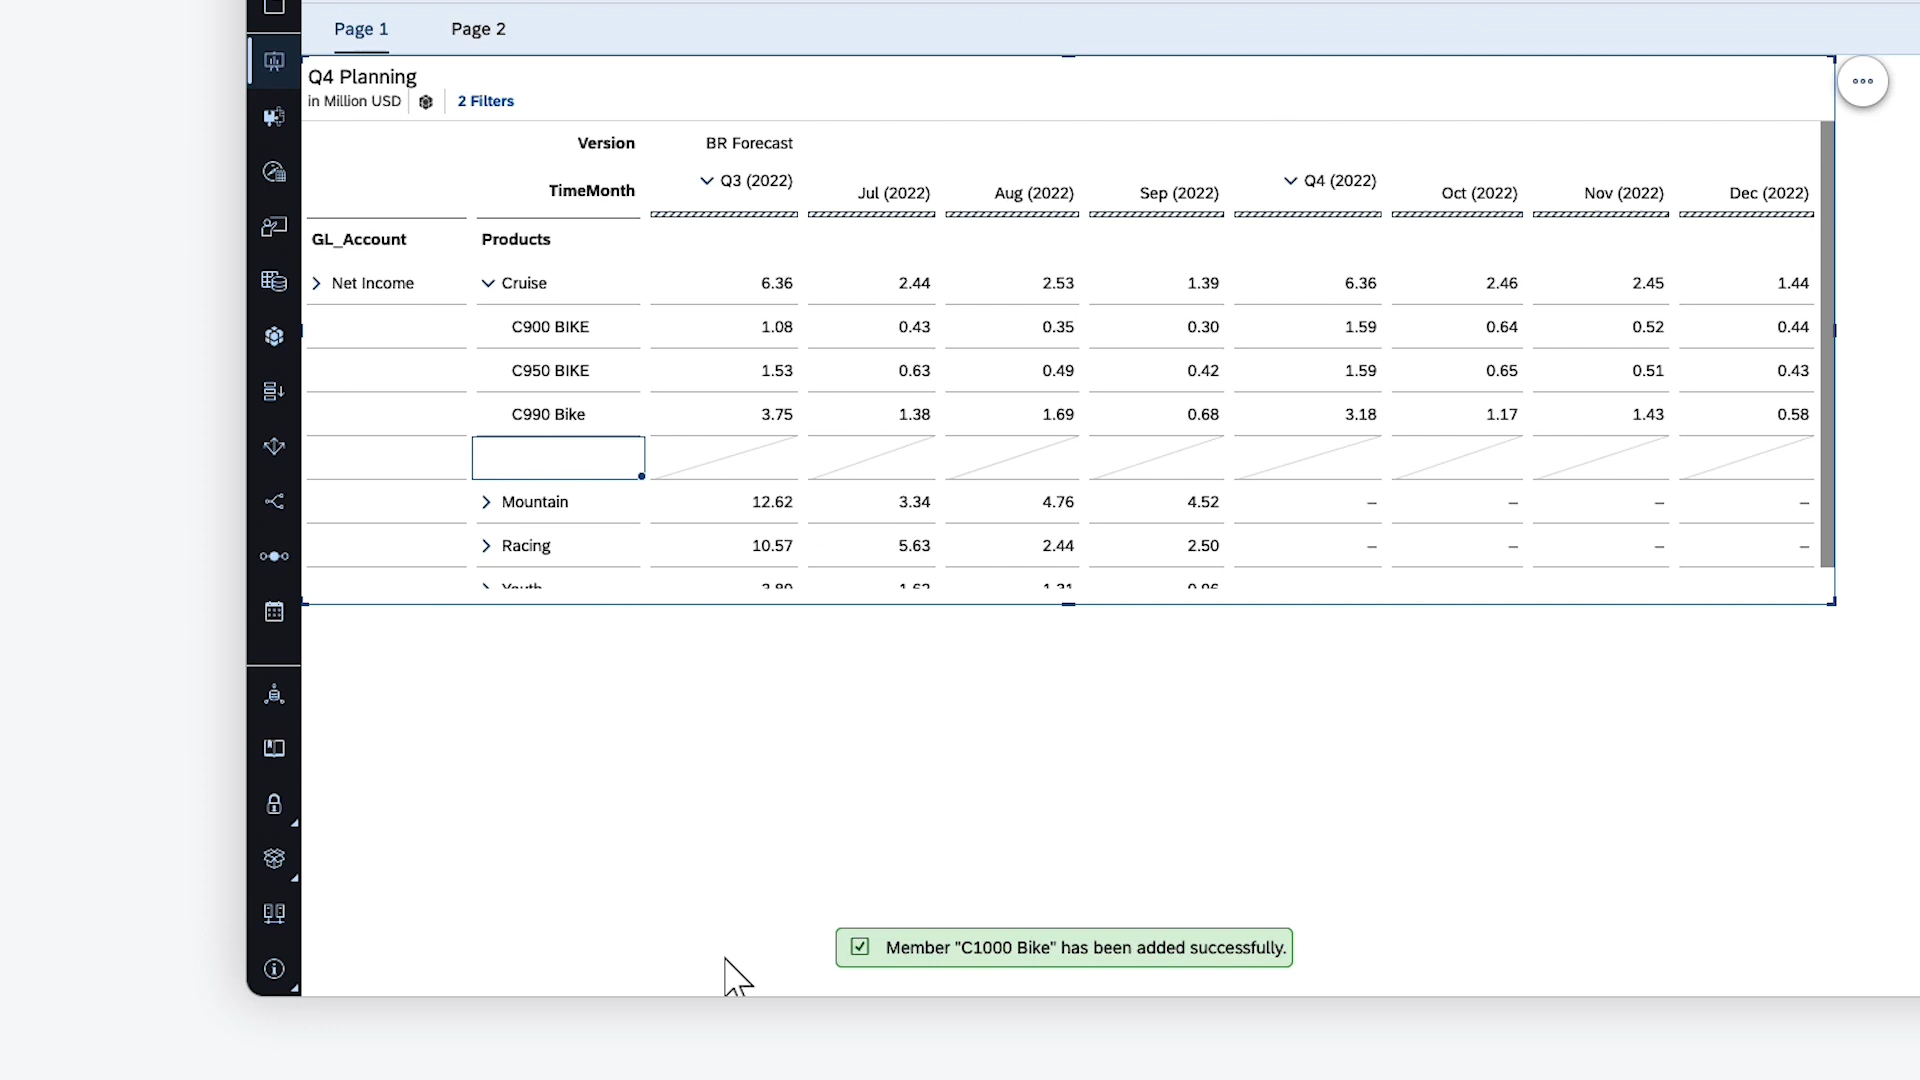 Page 1 Page 2
Q4 Planning
in Million USD 2 Filters
Version BR Forecast
TimeMonth Q3 (2022) Jul (2022) Aug (2022) Sep (2022) Q4 (2022) Oct (2022) Nov (2022) Dec (2022)
GL_Account Products
Net Income Cruise 6.36 2.44 2.53 1.39 6.36 2.46 2.45 1.44
C900 BIKE 1.08 0.43 0.35 0.30 1.59 0.64 0.52 0.44
C950 BIKE 1.53 0.63 0.49 0.42 1.59 0.65 0.51 0.43
C990 Bike 3.75 1.38 1.69 0.68 3.18 1.17 1.43 0.58
Mountain 12.62 3.34 4.76 4.52 – – – –
Racing 10.57 5.63 2.44 2.50 – – – –
Member "C1000 Bike" has been added successfully.